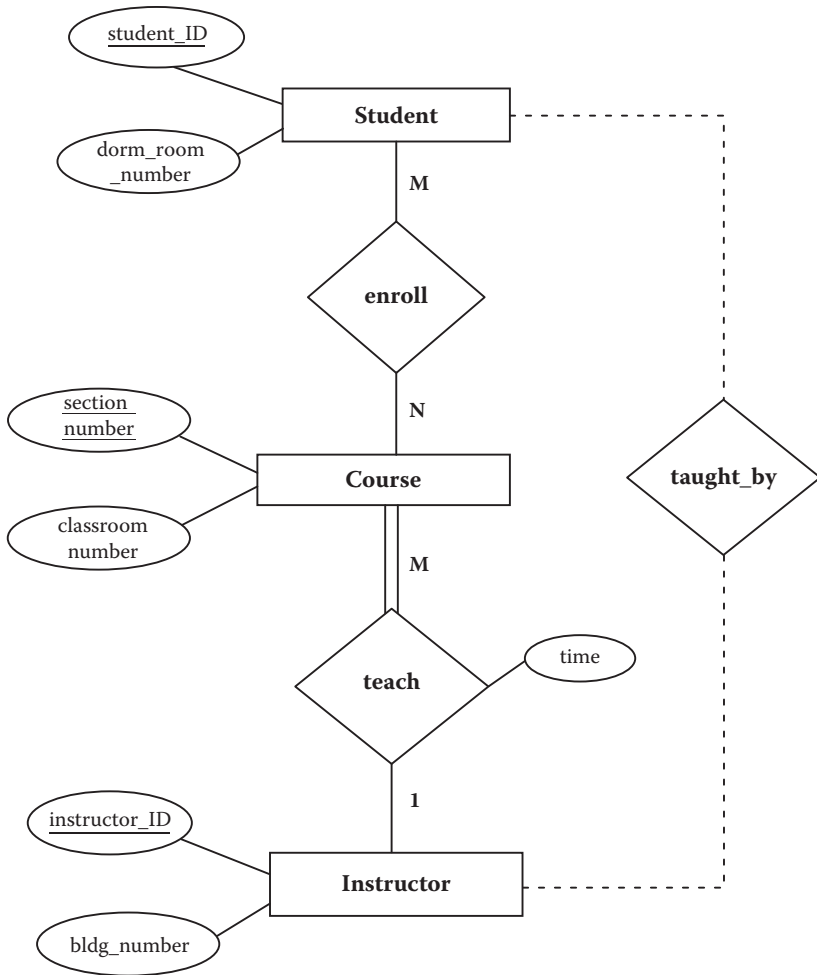 student_ID
Student
dorm_room
_number
M
enroll
N
section
number
Course
taught_by
classroom
number
M
time
teach
1
instructor_ID
Instructor
bldg_number